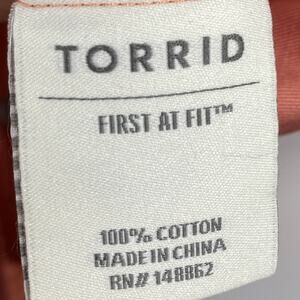 TORRID
FIRST AT FIT™
100% COTTON
MADE IN CHINA
RN# 148862